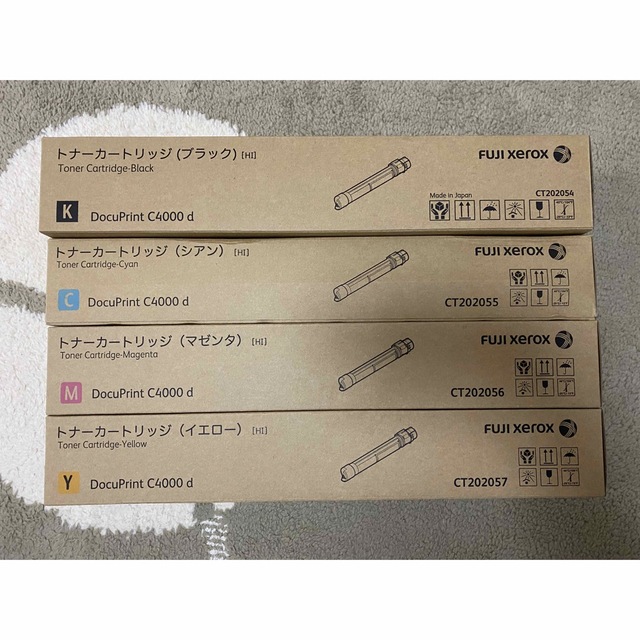 トナーカートリッジ (ブラック) [HI]
Toner Cartridge-Black
FUJI xerox
Made in Japan
CT202054
K DocuPrint C4000 d
トナーカートリッジ（シアン） [HI]
Toner Cartridge-Cyan
FUJI xerox
C DocuPrint C4000 d
CT202055
トナーカートリッジ（マゼンタ） [HI]
Toner Cartridge-Magenta
FUJI xerox
M DocuPrint C4000 d
CT202056
トナーカートリッジ（イエロー） [HI]
Toner Cartridge-Yellow
FUJI xerox
Y DocuPrint C4000 d
CT202057